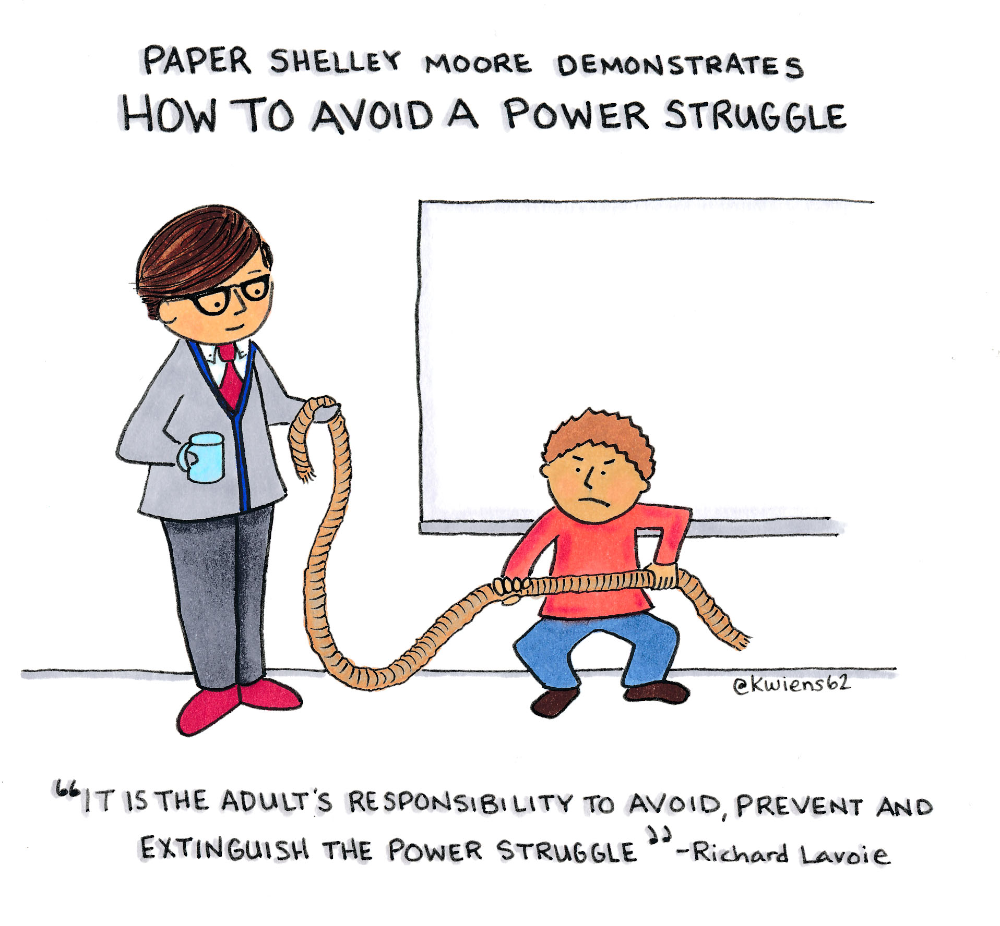 PAPER SHELLEY MOORE DEMONSTRATES
HOW TO AVOID A POWER STRUGGLE
@kwiens62
"IT IS THE ADULT'S RESPONSIBILITY TO AVOID, PREVENT AND
EXTINGUISH THE POWER STRUGGLE" -Richard Lavoie